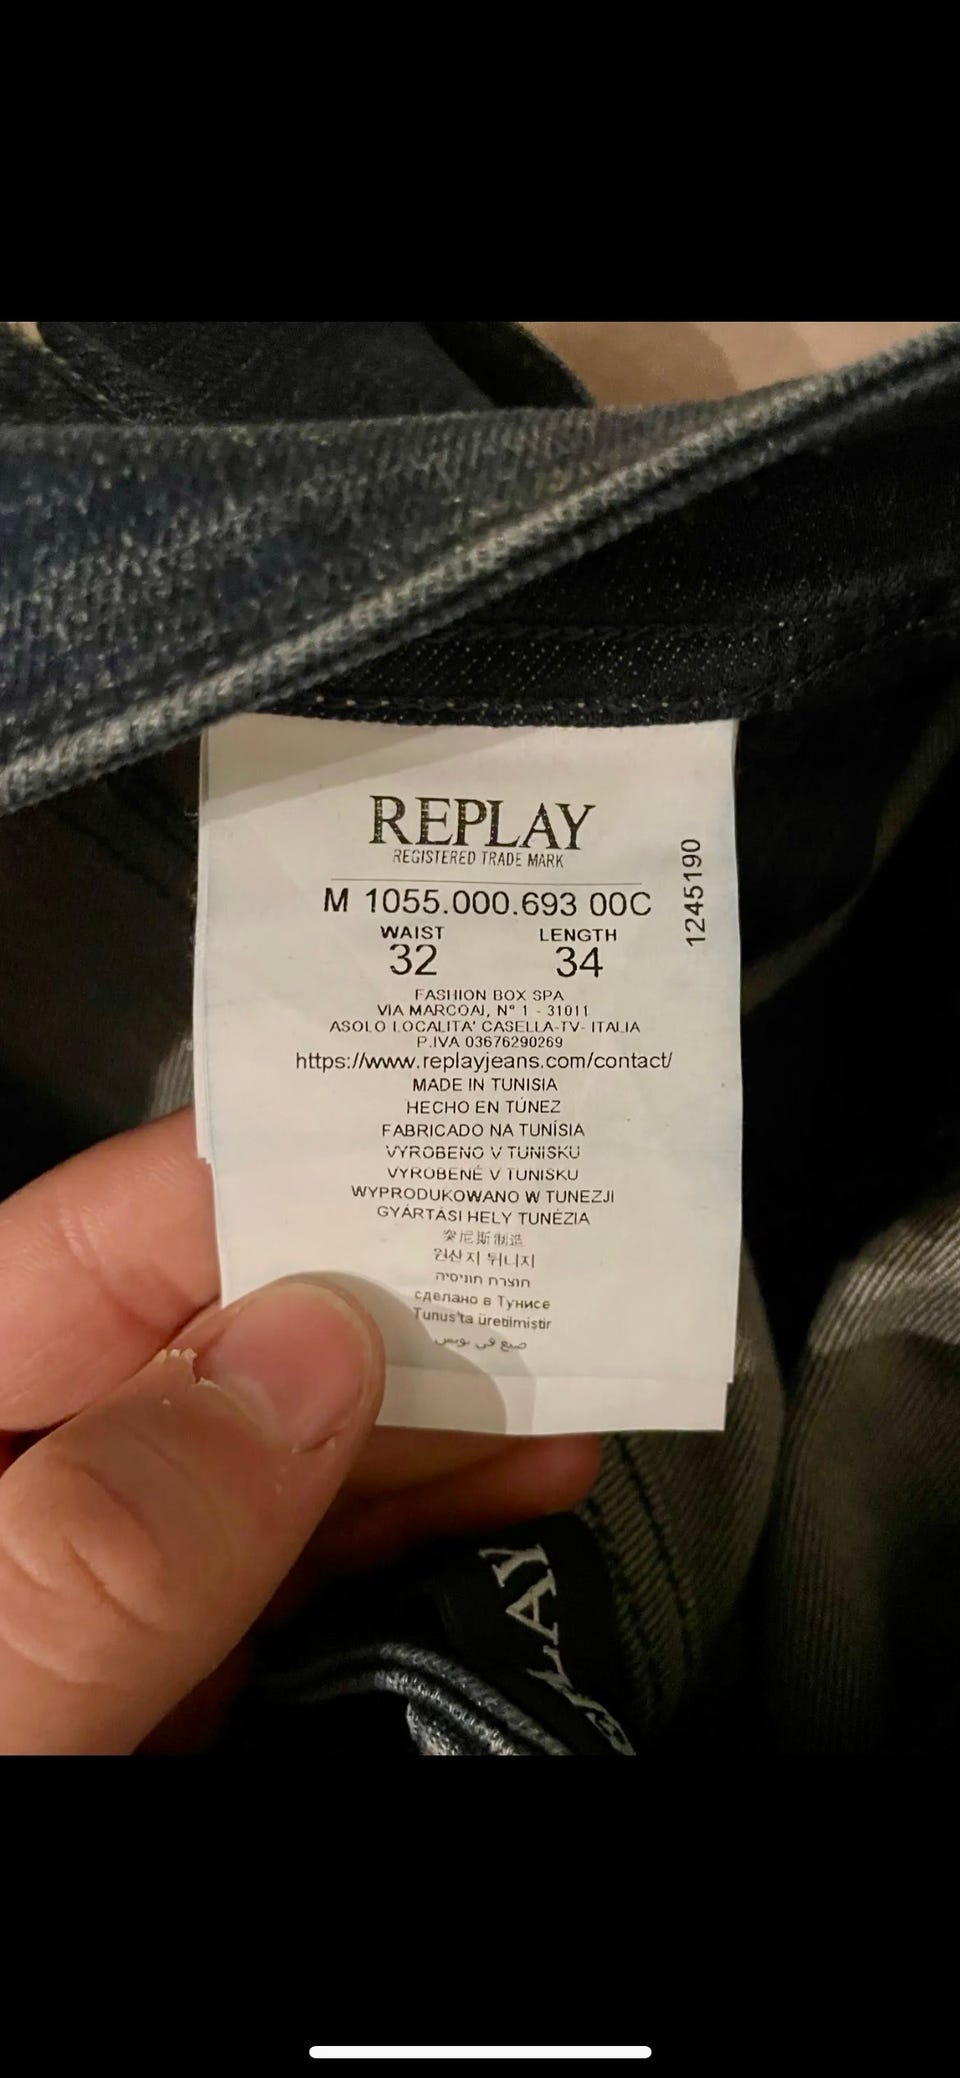 REPLAY
REGISTERED TRADE MARK
M 1055.000.693 00C
1245190
WAIST LENGTH
32 34
FASHION BOX SPA
VIA MARCOAI, N° 1 - 31011
ASOLO LOCALITA' CASELLA-TV- ITALIA
P.IVA 03676290269
https://www.replayjeans.com/contact/
MADE IN TUNISIA
HECHO EN TÚNEZ
FABRICADO NA TUNÍSIA
VYROBENO V TUNISKU
VYROBENÉ V TUNISKU
WYPRODUKOWANO W TUNEZJI
GYÁRTÁSI HELY TUNÉZIA
突尼斯制造
원산지 튀니지
תוצרת תוניסיה
сделано в Тунисе
Tunus'ta üretilmiştir
صنع في تونس
PLAY